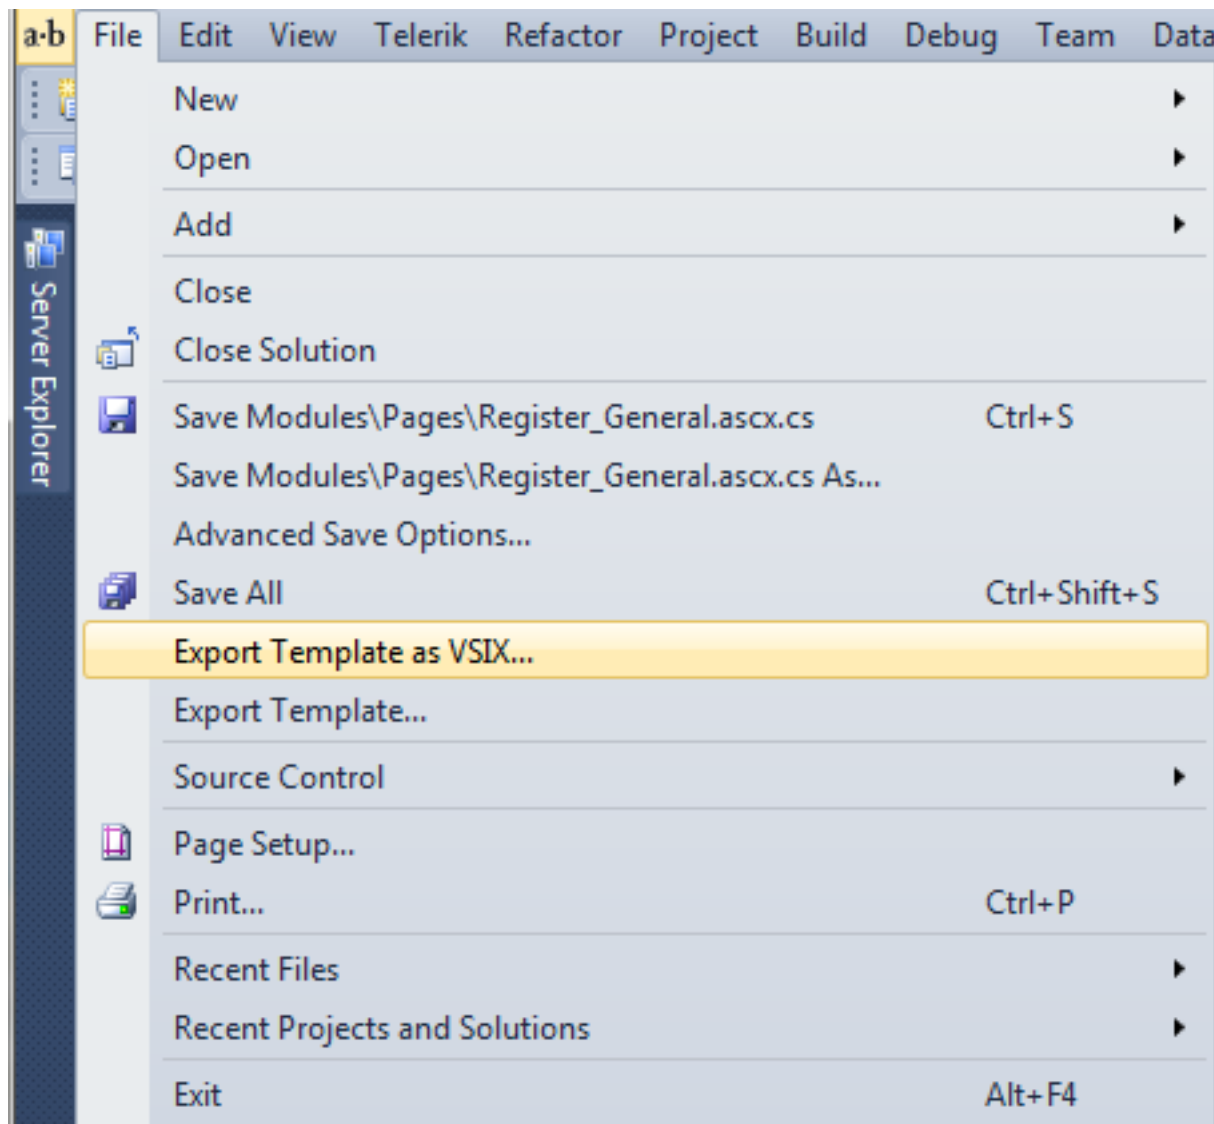 a·b File Edit View Telerik Refactor Project Build Debug Team Data
New
Open
Add
Close
Close Solution
Save Modules\Pages\Register_General.ascx.cs Ctrl+S
Save Modules\Pages\Register_General.ascx.cs As...
Advanced Save Options...
Save All Ctrl+Shift+S
Export Template as VSIX...
Export Template...
Source Control
Page Setup...
Print... Ctrl+P
Recent Files
Recent Projects and Solutions
Exit Alt+F4
Server Explorer